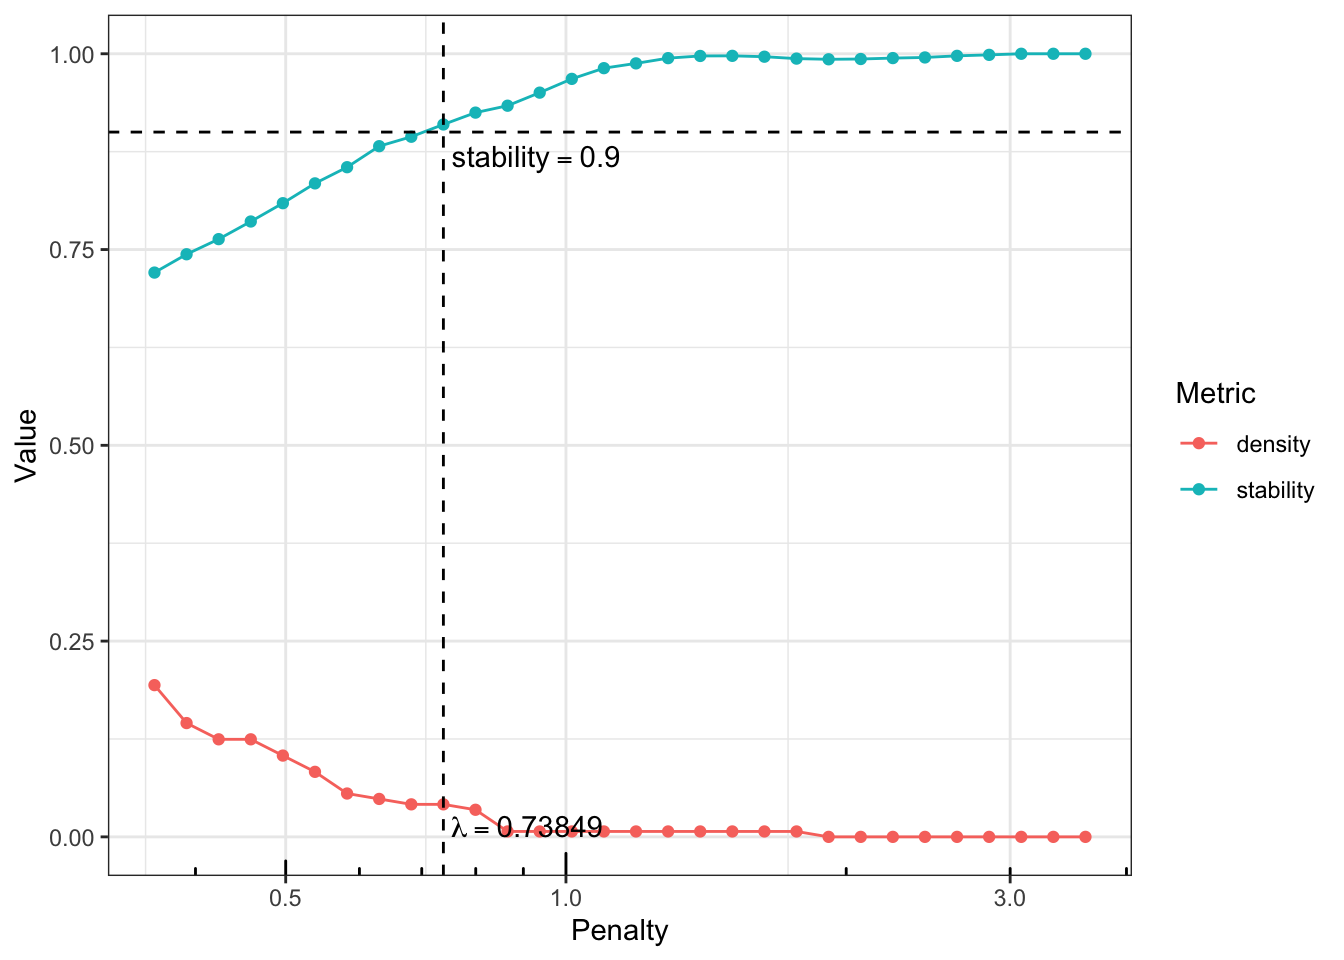 1.00
stability = 0.9
0.75
Value
0.50
0.25
λ = 0.73849
0.00
0.5
1.0
3.0
Penalty
Metric
density
stability